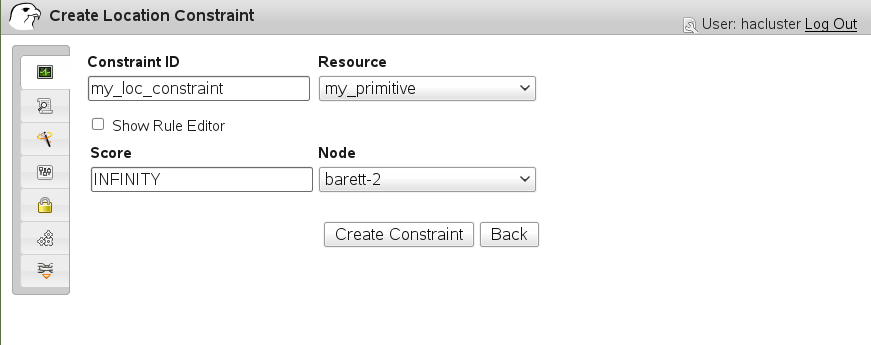 Create Location Constraint
User: hacluster Log Out
Constraint ID Resource
my_loc_constraint my_primitive
Show Rule Editor
Score Node
INFINITY barett-2
Create Constraint Back